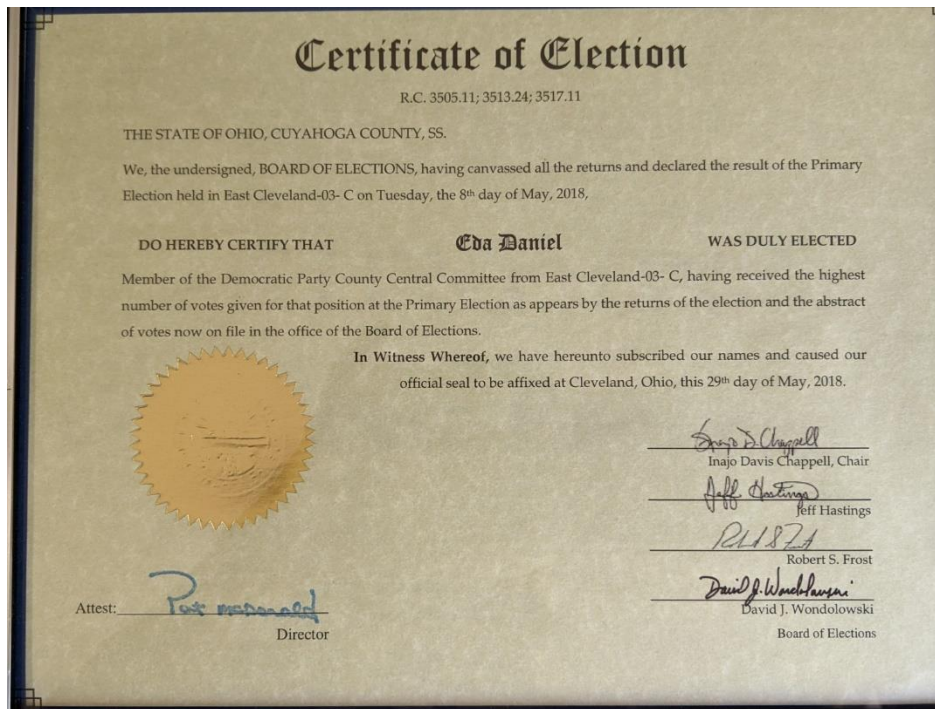 Certificate of Election
R.C. 3505.11; 3513.24; 3517.11
THE STATE OF OHIO, CUYAHOGA COUNTY, SS.
We, the undersigned, BOARD OF ELECTIONS, having canvassed all the returns and declared the result of the Primary
Election held in East Cleveland-03- C on Tuesday, the 8th day of May, 2018,
DO HEREBY CERTIFY THAT Eda Daniel WAS DULY ELECTED
Member of the Democratic Party County Central Committee from East Cleveland-03- C, having received the highest
number of votes given for that position at the Primary Election as appears by the returns of the election and the abstract
of votes now on file in the office of the Board of Elections.
In Witness Whereof, we have hereunto subscribed our names and caused our
official seal to be affixed at Cleveland, Ohio, this 29th day of May, 2018.
Inajo D. Chappell
Inajo Davis Chappell, Chair
Jeff Hastings
Jeff Hastings
Robert S. Frost
David J. Wondolowski
David J. Wondolowski
Board of Elections
Attest: Pat McDonald
Director